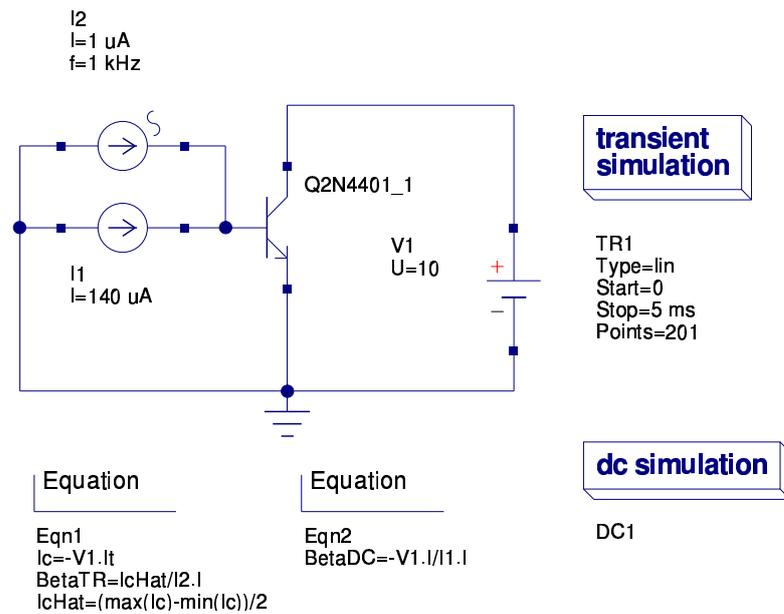 I2
I=1 uA
f=1 kHz
Q2N4401_1
transient
simulation
I1
I=140 uA
V1
U=10
+
−
TR1
Type=lin
Start=0
Stop=5 ms
Points=201
Equation
Eqn1
Ic=-V1.It
BetaTR=IcHat/I2.I
IcHat=(max(Ic)-min(Ic))/2
Equation
Eqn2
BetaDC=-V1.I/I1.I
dc simulation
DC1